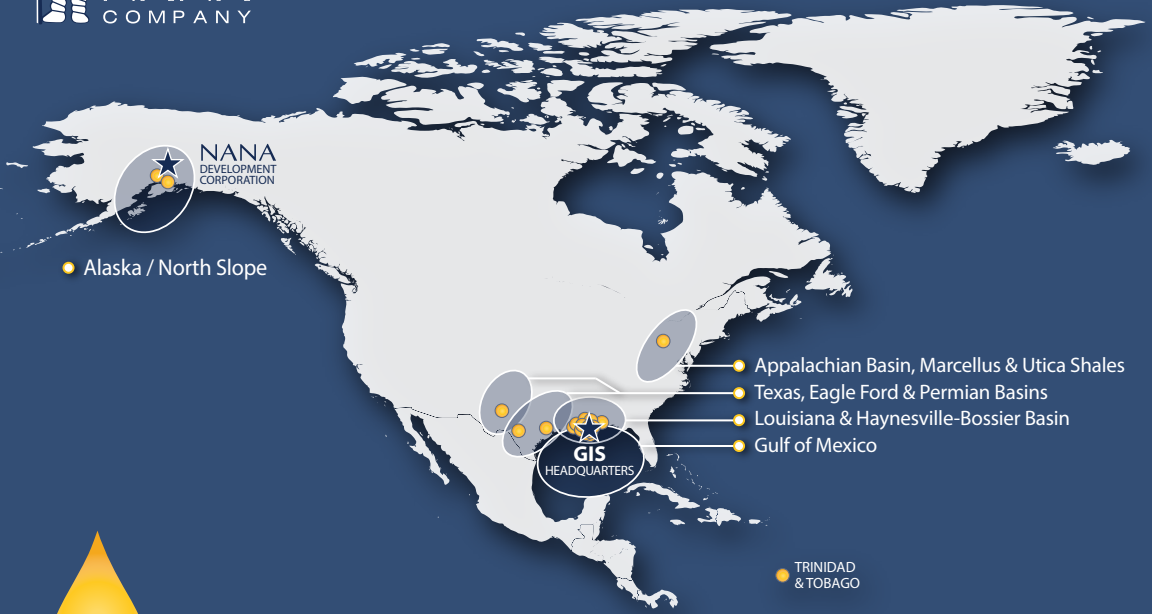 COMPANY
NANA
DEVELOPMENT
CORPORATION
Alaska / North Slope
Appalachian Basin, Marcellus & Utica Shales
Texas, Eagle Ford & Permian Basins
Louisiana & Haynesville-Bossier Basin
Gulf of Mexico
GIS
HEADQUARTERS
TRINIDAD
& TOBAGO